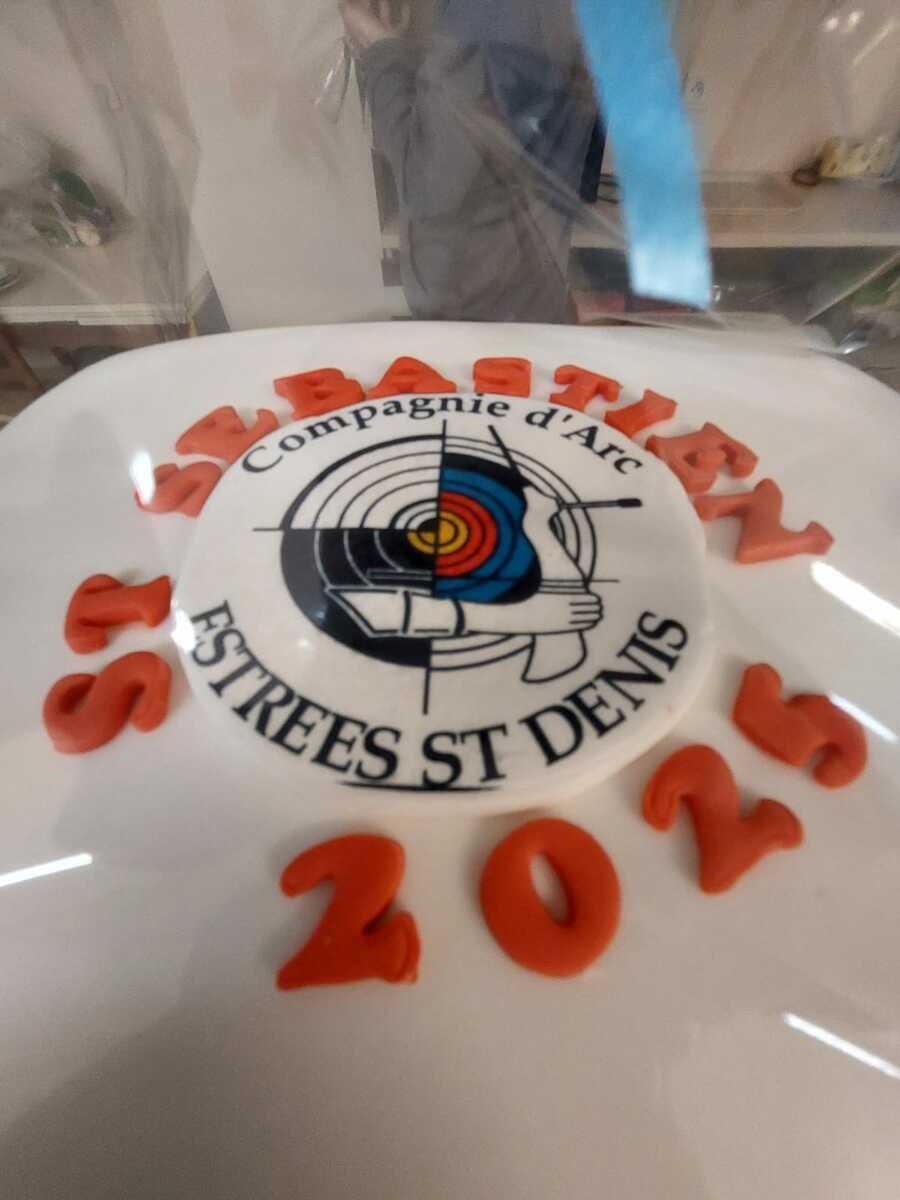 ST SEBASTIEN
Compagnie d'Arc
ESTREES ST DENIS
2025